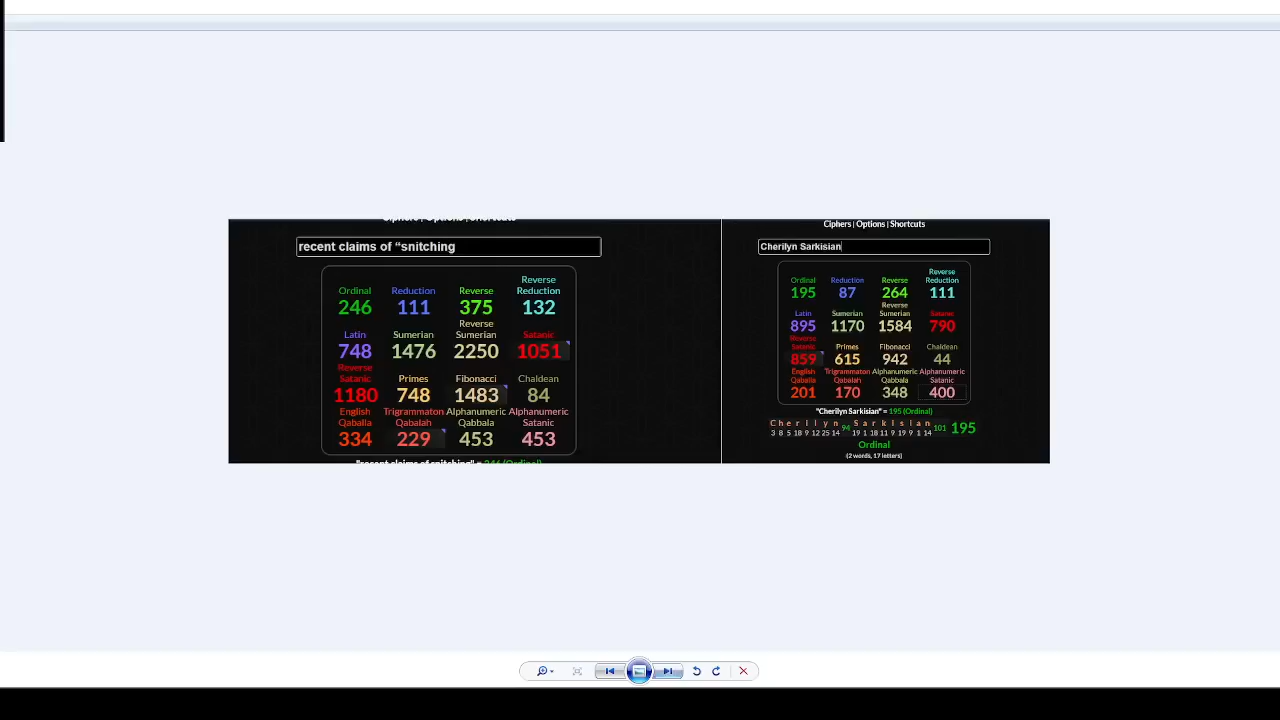 Ciphers | Options | Shortcuts
recent claims of “snitching
Reverse
Ordinal Reduction Reverse Reduction
246 111 375 132
Reverse
Latin Sumerian Sumerian Satanic
748 1476 2250 1051
Reverse
Satanic Primes Fibonacci Chaldean
1180 748 1483 84
English Trigrammaton Alphanumeric Alphanumeric
Qaballa Qabalah Qabbala Satanic
334 229 453 453
"recent claims of snitching" = 246 (Ordinal)
Ciphers | Options | Shortcuts
Cherilyn Sarkisian
Reverse
Ordinal Reduction Reverse Reduction
195 87 264 111
Reverse
Latin Sumerian Sumerian Satanic
895 1170 1584 790
Reverse
Satanic Primes Fibonacci Chaldean
859 615 942 44
English Trigrammaton Alphanumeric Alphanumeric
Qaballa Qabalah Qabbala Satanic
201 170 348 400
"Cherilyn Sarkisian" = 195 (Ordinal)
C h e r i l y n 94 S a r k i s i a n 101 195
3 8 5 18 9 12 25 14 19 1 18 11 9 19 9 1 14
Ordinal
(2 words, 17 letters)